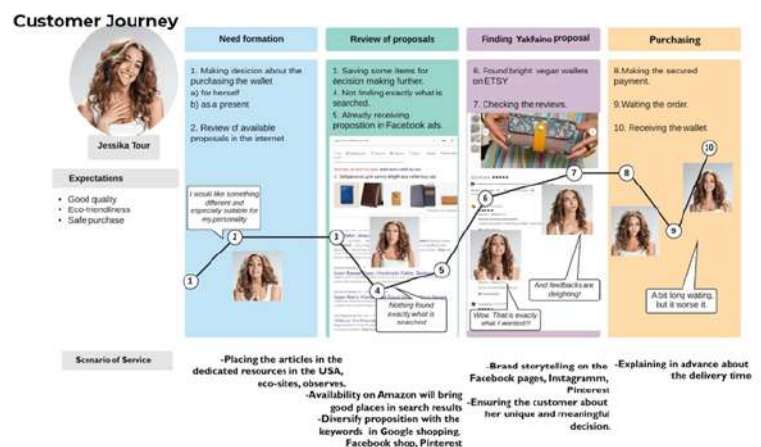 Customer Journey
Jessika Tour
Expectations
• Good quality
• Eco-friendliness
• Safe purchase
Need formation
1. Making desicion about the
purchasing the wallet
a) for herself
b) as a present
2. Review of available
proposals in the internet
I would like something
different and
especially suitable for
my personality
1
2
Review of proposals
3. Saving some items for
decision making further.
4. Not finding exactly what is
searched.
5. Already receiving
proposition in Facebook ads.
3
4
5
Nothing found
exactly what is
searched
Finding Yakfaino proposal
6. Found bright vegan wallets
on ETSY
7. Checking the reviews.
6
7
And feedbacks are
deighting!
Wow. That is exactly
what I wanted!!!
Purchasing
8.Making the secured
payment.
9.Waiting the order.
10. Receiving the wallet.
8
9
10
A bit long wating,
but it worse it.
Scenario of Service
-Placing the articles in the
dedicated resources in the USA,
eco-sites, observes.
-Availability on Amazon will bring
good places in search results
-Diversify proposition with the
keywords in Google shopping,
Facebook shop, Pinterest
-Brand storytelling on the
Facebook pages, Instagramm,
Pinterest
-Ensuring the customer about
her unique and meaningful
decision.
-Explaining in advance about
the delivery time